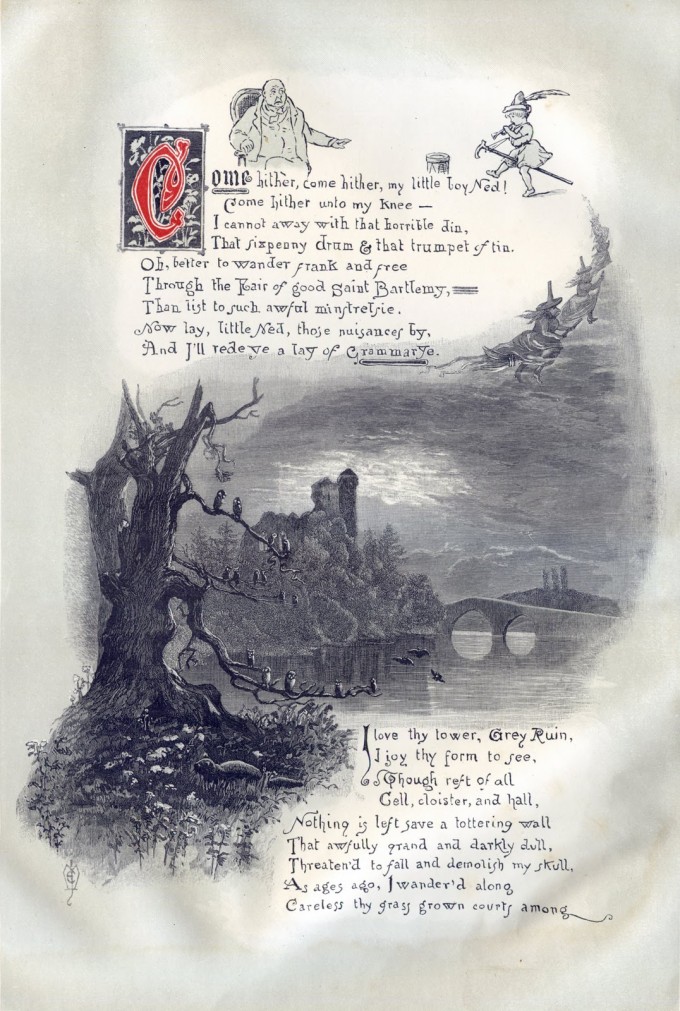 Come hither, come hither, my little boy Ned!
Come hither unto my knee —
I cannot away with that horrible din,
That sixpenny drum & that trumpet of tin.
Oh, better to wander frank and free
Through the Fair of good Saint Bartlemy,
Than list to such awful minstrelsie.
Now lay, little Ned, those nuisances by,
And I'll rede ye a lay of Grammarye.
I love thy tower, Grey Ruin,
I joy thy form to see,
Though reft of all
Cell, cloister, and hall,
Nothing is left save a tottering wall
That awfully grand and darkly dull,
Threaten'd to fall and demolish my skull,
As ages ago, I wander'd along
Careless thy grass grown courts among